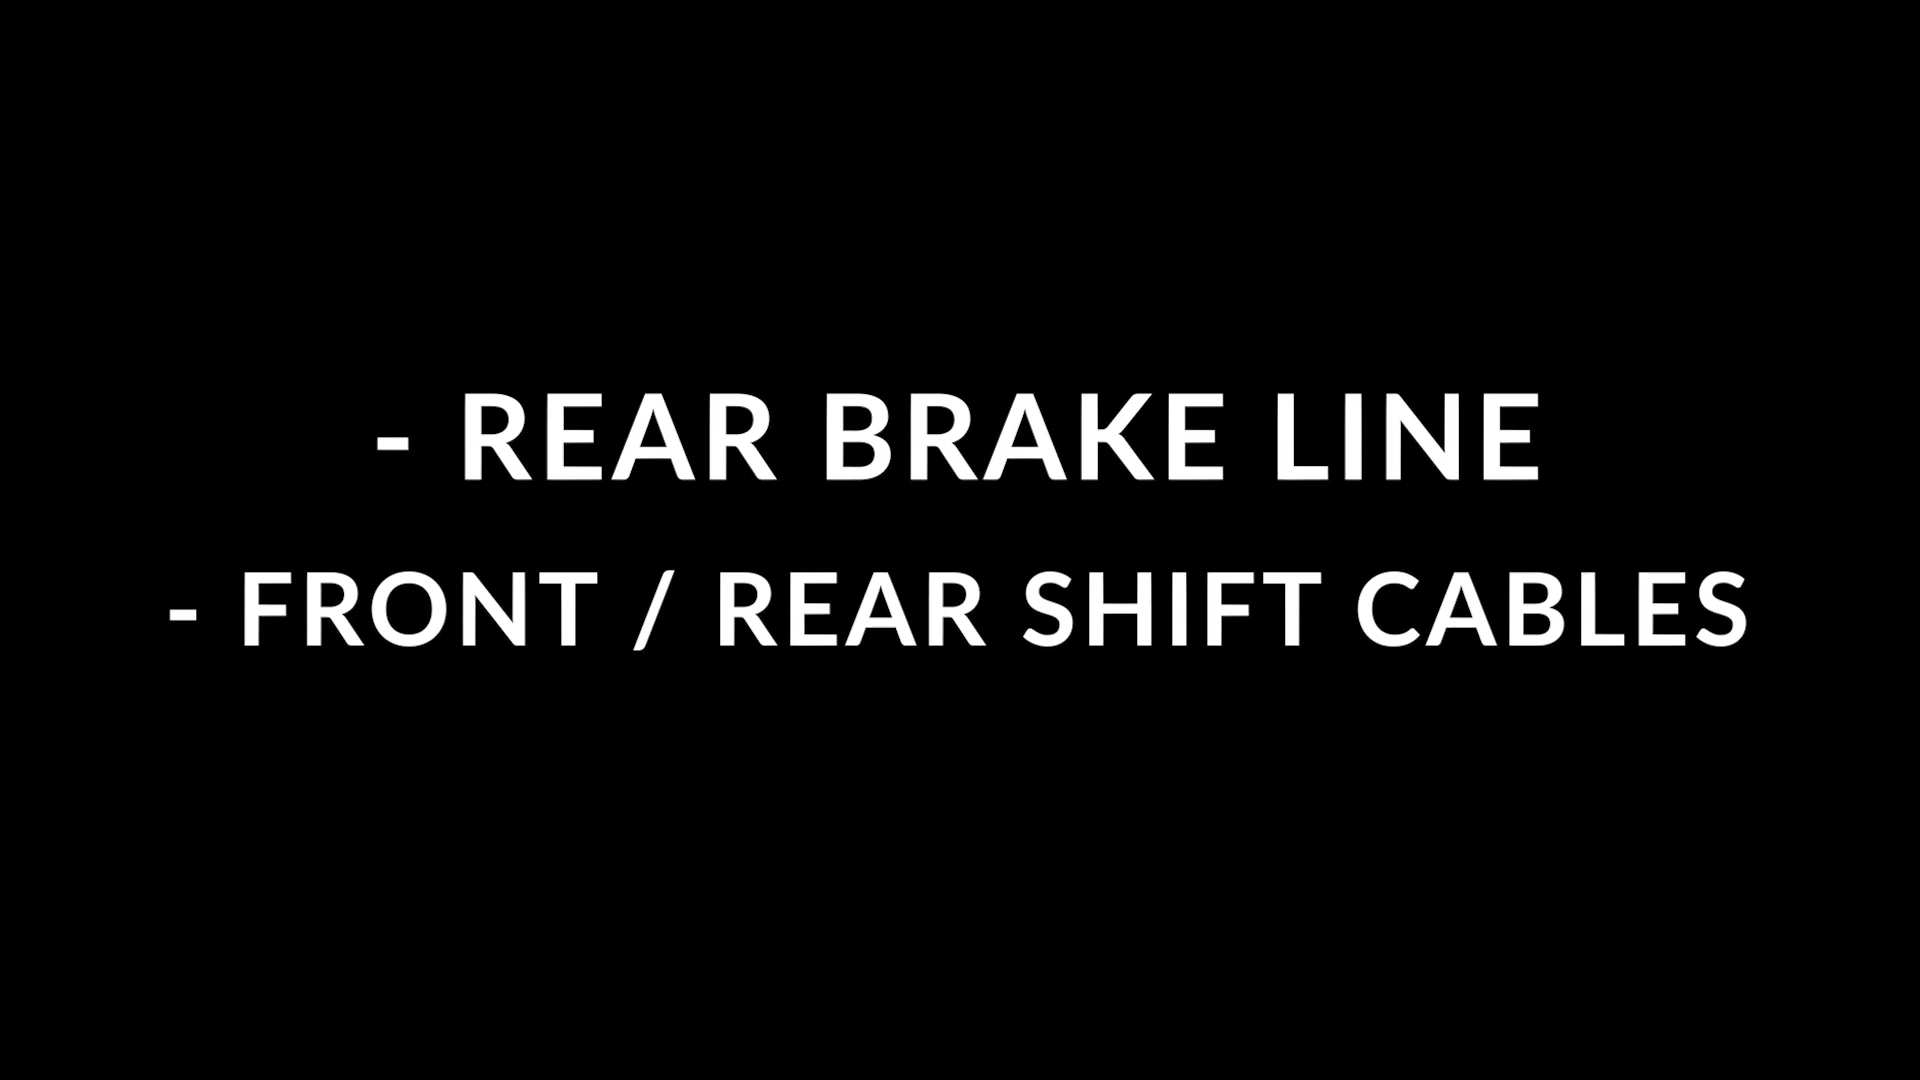 - REAR BRAKE LINE
- FRONT / REAR SHIFT CABLES